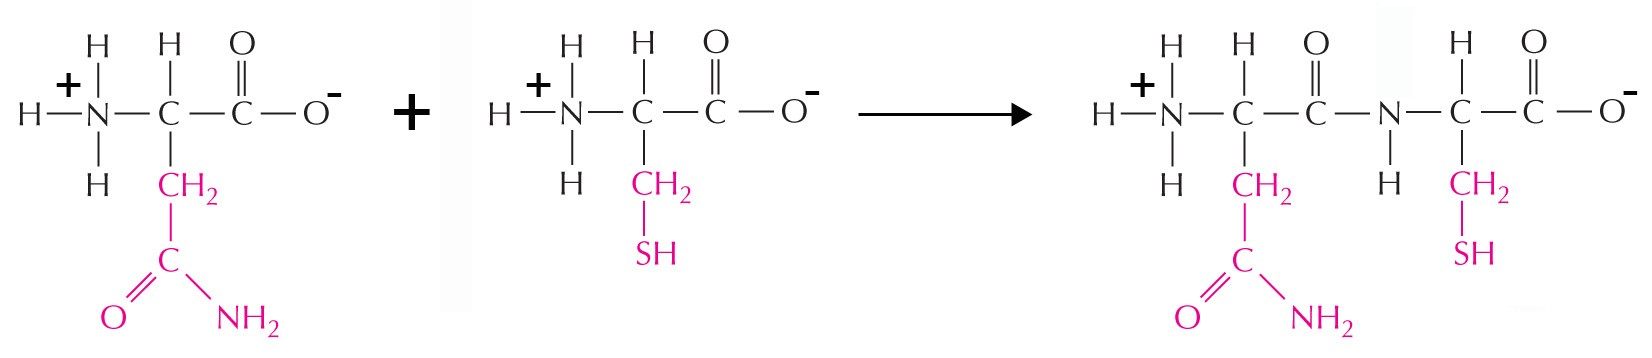 H H O H H O H H O H O
+ + +
H N C C O- + H N C C O- H N C C N C C O-
H CH2 H CH2 H CH2 H CH2
C SH C SH
O NH2 O NH2